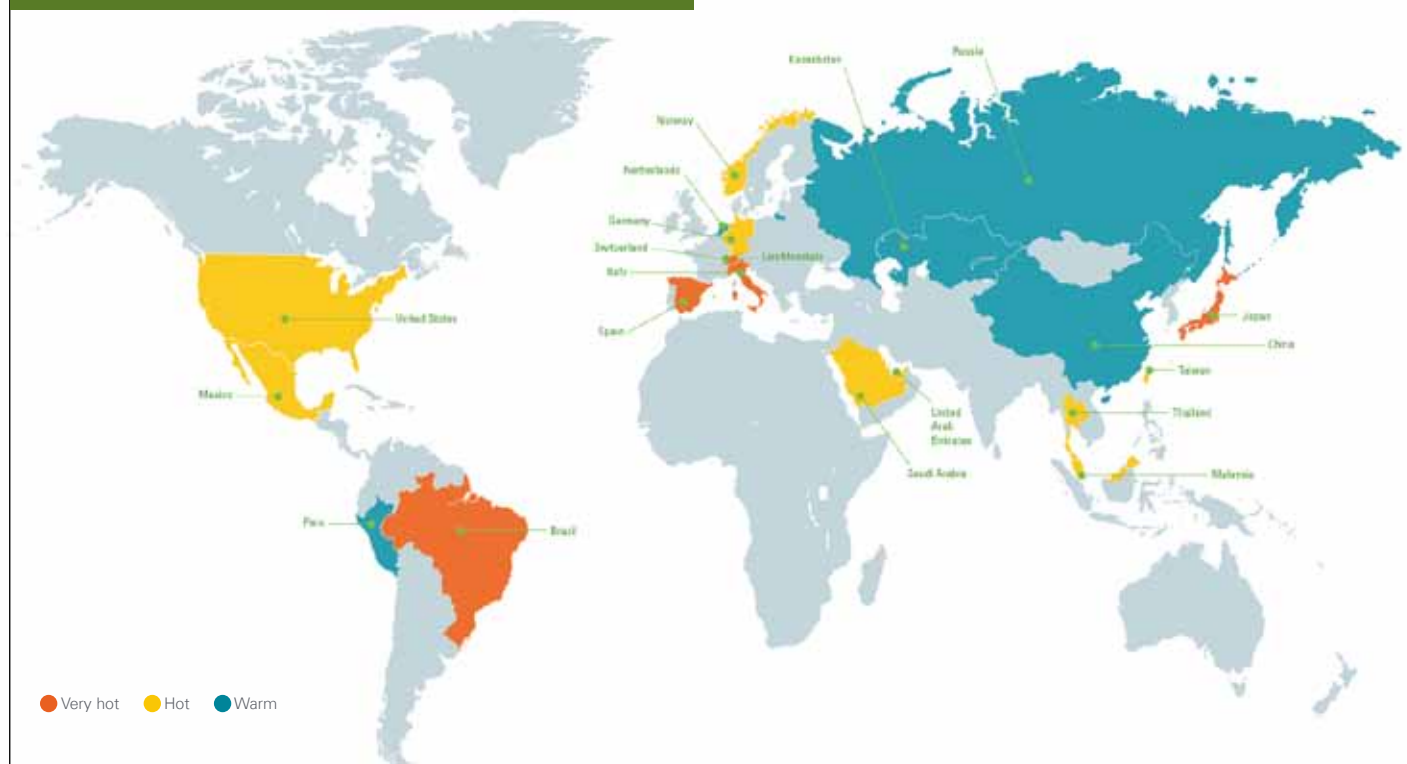 Kazakhstan
Russia
Norway
Netherlands
Germany
Switzerland
Liechtenstein
Italy
Spain
United States
Mexico
Japan
China
Taiwan
Thailand
United
Arab
Emirates
Saudi Arabia
Malaysia
Peru
Brazil
Very hot
Hot
Warm